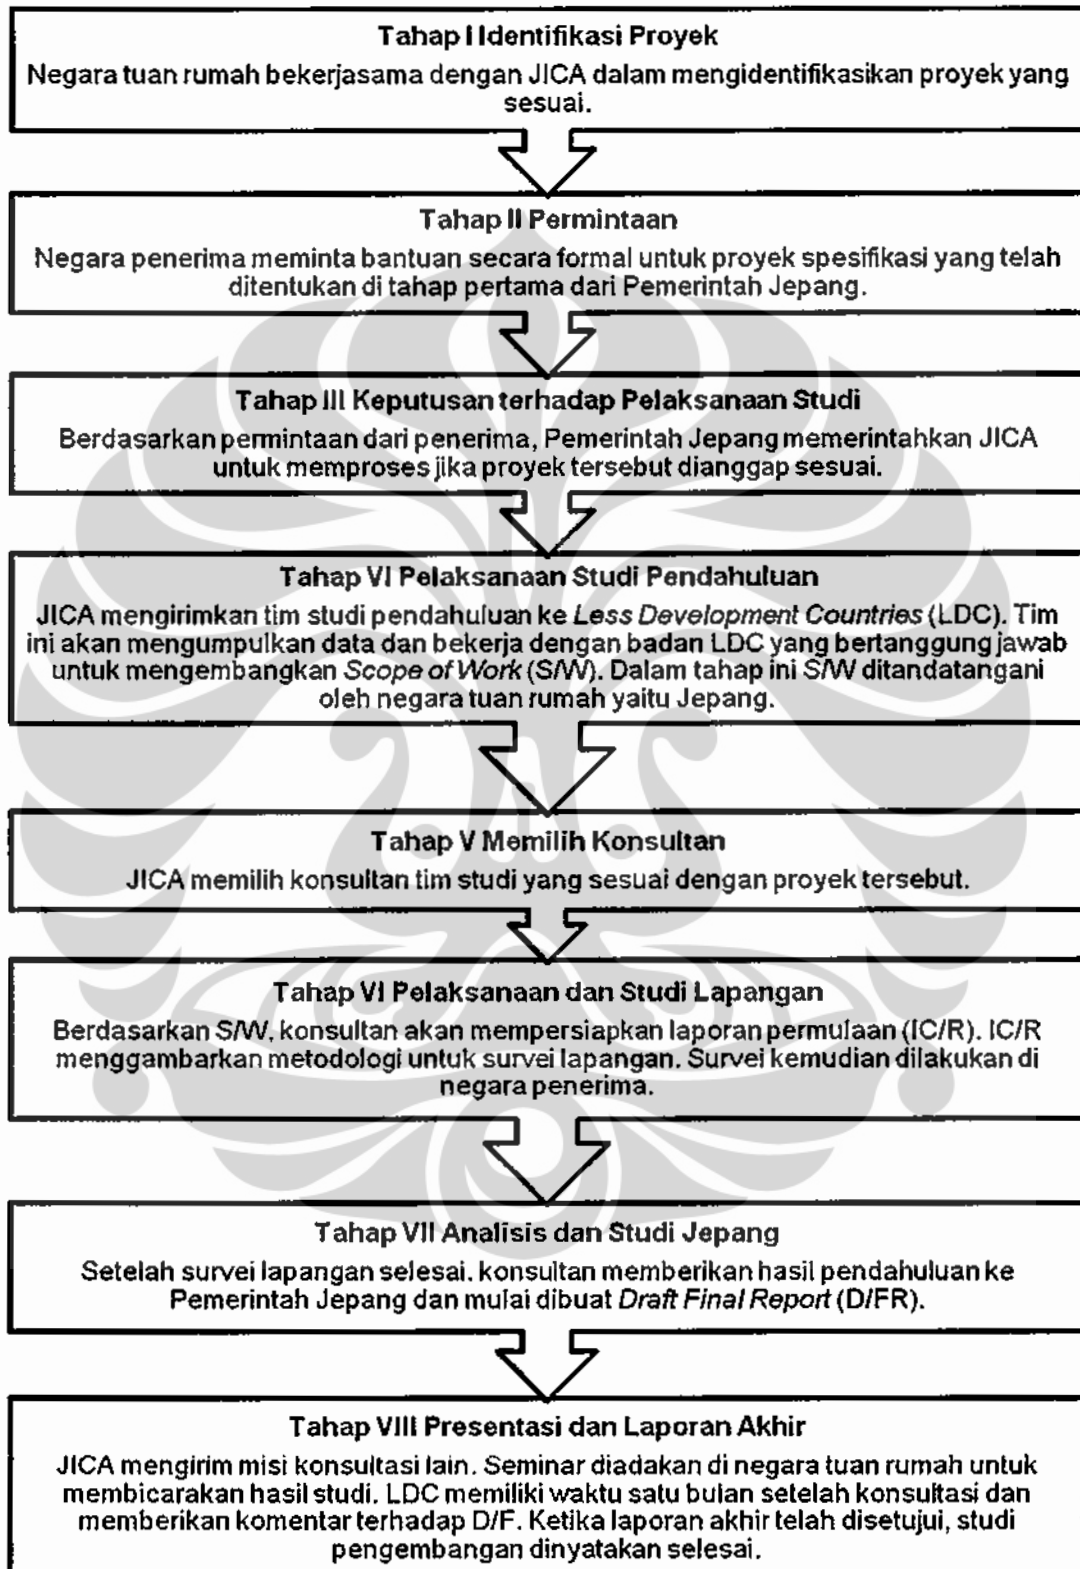 Tahap I Identifikasi Proyek
Negara tuan rumah bekerjasama dengan JICA dalam mengidentifikasikan proyek yang
sesuai.
Tahap II Permintaan
Negara penerima meminta bantuan secara formal untuk proyek spesifikasi yang telah
ditentukan di tahap pertama dari Pemerintah Jepang.
Tahap III Keputusan terhadap Pelaksanaan Studi
Berdasarkan permintaan dari penerima, Pemerintah Jepang memerintahkan JICA
untuk memproses jika proyek tersebut dianggap sesuai.
Tahap VI Pelaksanaan Studi Pendahuluan
JICA mengirimkan tim studi pendahuluan ke Less Development Countries (LDC). Tim
ini akan mengumpulkan data dan bekerja dengan badan LDC yang bertanggung jawab
untuk mengembangkan Scope of Work (S/W). Dalam tahap ini S/W ditandatangani
oleh negara tuan rumah yaitu Jepang.
Tahap V Memilih Konsultan
JICA memilih konsultan tim studi yang sesuai dengan proyek tersebut.
Tahap VI Pelaksanaan dan Studi Lapangan
Berdasarkan S/W, konsultan akan mempersiapkan laporan permulaan (IC/R). IC/R
menggambarkan metodologi untuk survei lapangan. Survei kemudian dilakukan di
negara penerima.
Tahap VII Analisis dan Studi Jepang
Setelah survei lapangan selesai. konsultan memberikan hasil pendahuluan ke
Pemerintah Jepang dan mulai dibuat Draft Final Report (D/FR).
Tahap VIII Presentasi dan Laporan Akhir
JICA mengirim misi konsultasi lain. Seminar diadakan di negara tuan rumah untuk
membicarakan hasil studi. LDC memiliki waktu satu bulan setelah konsultasi dan
memberikan komentar terhadap D/F. Ketika laporan akhir telah disetujui, studi
pengembangan dinyatakan selesai.